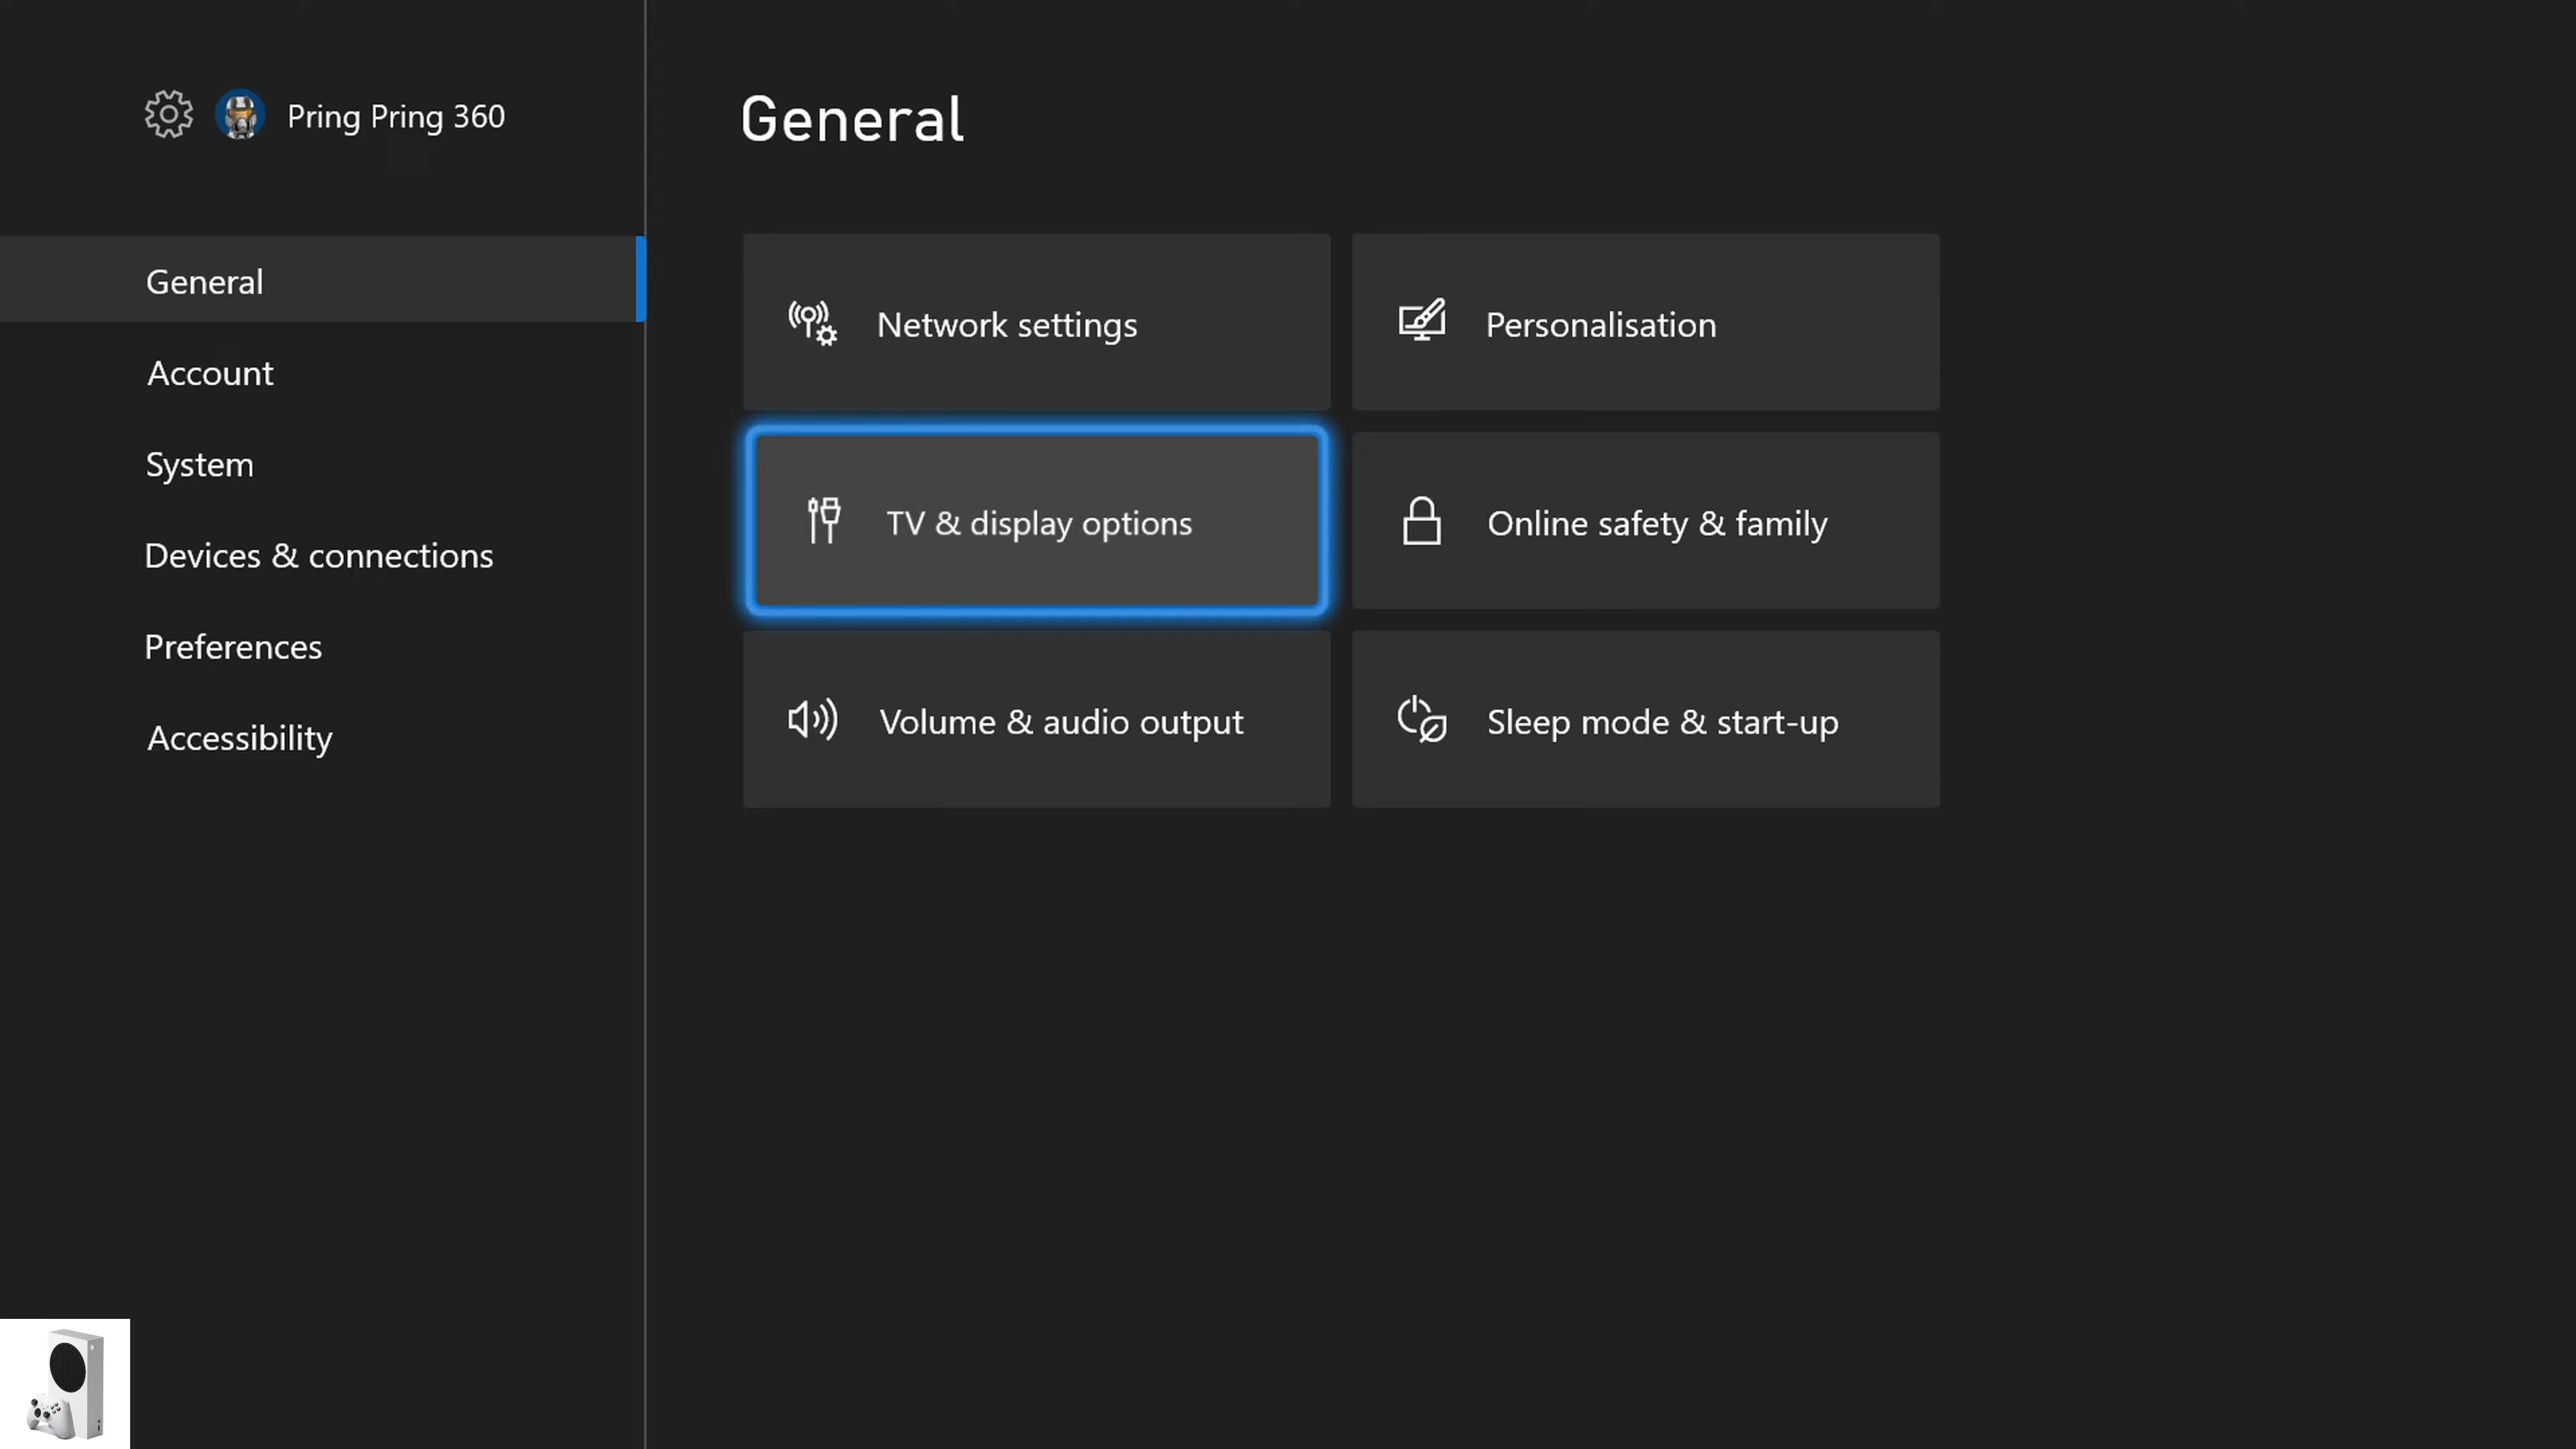 Pring Pring 360
General
Account
System
Devices & connections
Preferences
Accessibility
General
Network settings
Personalisation
TV & display options
Online safety & family
Volume & audio output
Sleep mode & start-up